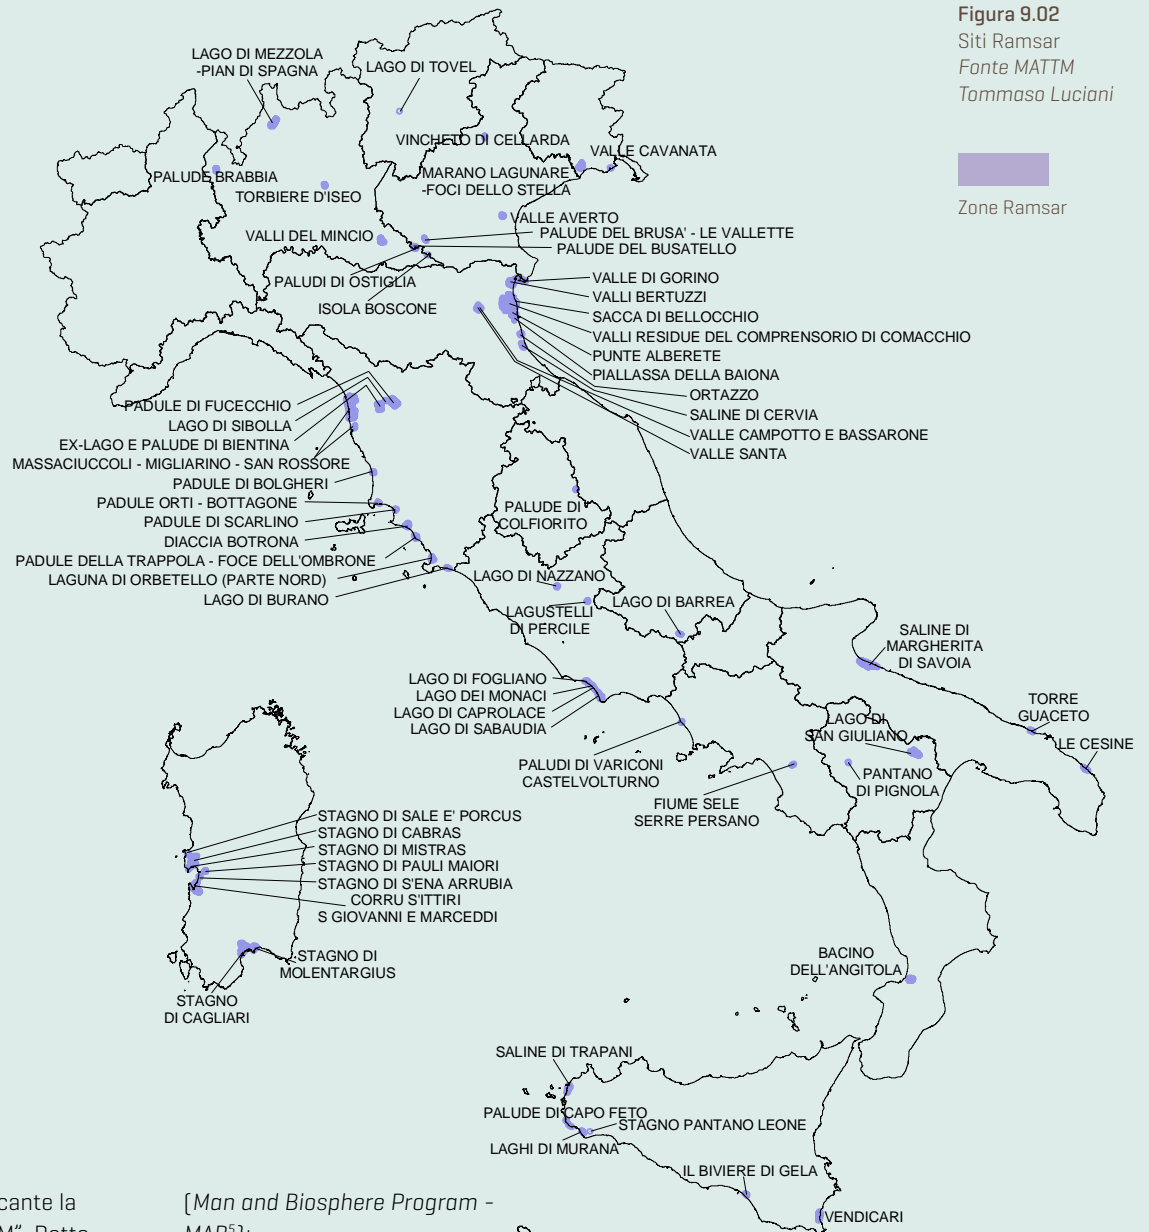 Figura 9.02
Siti Ramsar
Fonte MATTM
Tommaso Luciani
Zone Ramsar
LAGO DI MEZZOLA
-PIAN DI SPAGNA
LAGO DI TOVEL
VINCHETO DI CELLARDA
VALLE CAVANATA
PALUDE BRABBIA
MARANO LAGUNARE
-FOCI DELLO STELLA
TORBIERE D'ISEO
VALLE AVERTO
VALLI DEL MINCIO
PALUDE DEL BRUSA' - LE VALLETTE
PALUDE DEL BUSATELLO
PALUDI DI OSTIGLIA
ISOLA BOSCONE
VALLE DI GORINO
VALLI BERTUZZI
SACCA DI BELLOCCHIO
VALLI RESIDUE DEL COMPRENSORIO DI COMACCHIO
PUNTE ALBERETE
PIALLASSA DELLA BAIONA
ORTAZZO
SALINE DI CERVIA
VALLE CAMPOTTO E BASSARONE
VALLE SANTA
PADULE DI FUCECCHIO
LAGO DI SIBOLLA
EX-LAGO E PALUDE DI BIENTINA
MASSACIUCCOLI - MIGLIARINO - SAN ROSSORE
PADULE DI BOLGHERI
PADULE ORTI - BOTTAGONE
PADULE DI SCARLINO
DIACCIA BOTRONA
PADULE DELLA TRAPPOLA - FOCE DELL'OMBRONE
LAGUNA DI ORBETELLO (PARTE NORD)
LAGO DI BURANO
PALUDE DI
COLFIORITO
LAGO DI NAZZANO
LAGUSTELLI
DI PERCILE
LAGO DI BARREA
SALINE DI
MARGHERITA
DI SAVOIA
LAGO DI FOGLIANO
LAGO DEI MONACI
LAGO DI CAPROLACE
LAGO DI SABAUDIA
TORRE
GUACETO
LE CESINE
LAGO DI
SAN GIULIANO
PALUDI DI VARICONI
CASTELVOLTURNO
PANTANO
DI PIGNOLA
FIUME SELE
SERRE PERSANO
STAGNO DI SALE E' PORCUS
STAGNO DI CABRAS
STAGNO DI MISTRAS
STAGNO DI PAULI MAIORI
STAGNO DI S'ENA ARRUBIA
CORRU S'ITTIRI
S GIOVANNI E MARCEDDI
STAGNO DI
MOLENTARGIUS
STAGNO
DI CAGLIARI
BACINO
DELL'ANGITOLA
SALINE DI TRAPANI
PALUDE DI CAPO FETO
STAGNO PANTANO LEONE
LAGHI DI MURANA
IL BIVIERE DI GELA
VENDICARI
cante la
(Man and Biosphere Program -